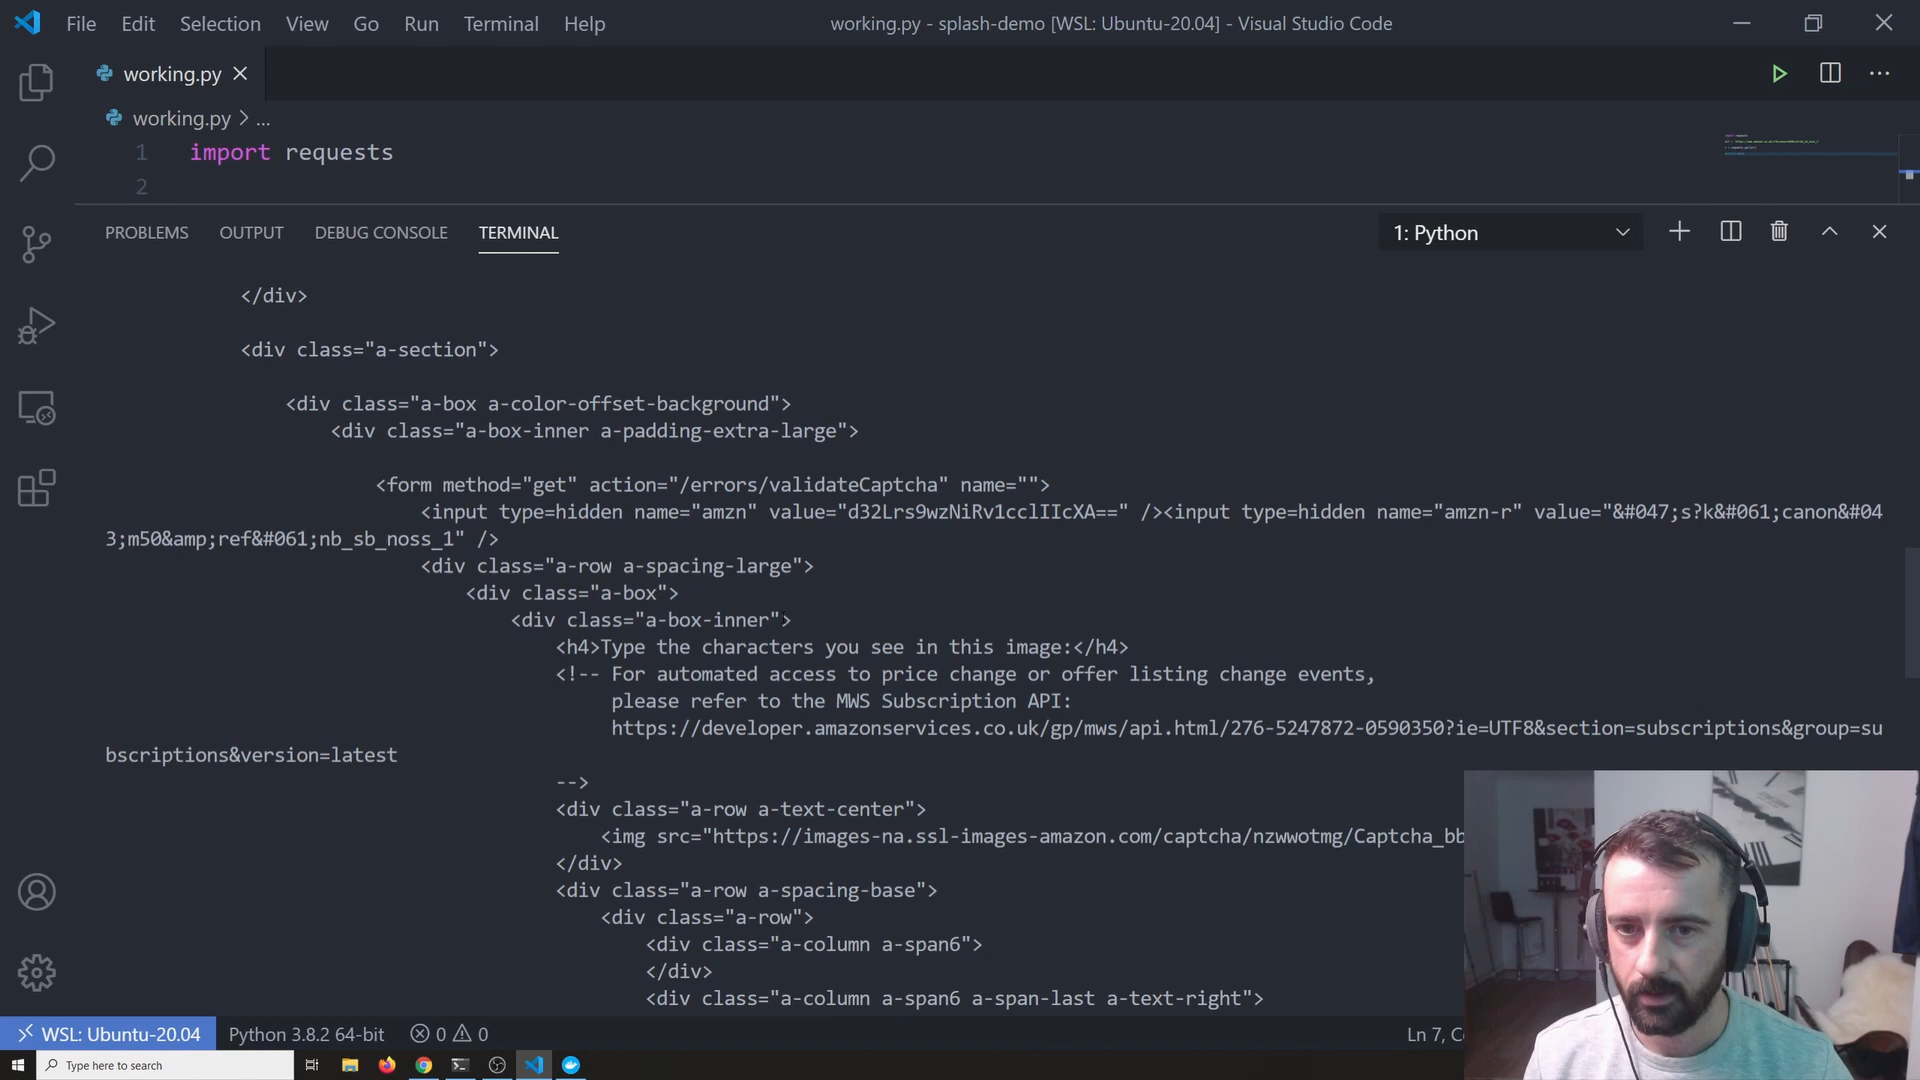 File Edit Selection View Go Run Terminal Help
working.py - splash-demo [WSL: Ubuntu-20.04] - Visual Studio Code
working.py
working.py > ...
1 import requests
2
PROBLEMS OUTPUT DEBUG CONSOLE TERMINAL
1: Python
</div>
<div class="a-section">
<div class="a-box a-color-offset-background">
<div class="a-box-inner a-padding-extra-large">
<form method="get" action="/errors/validateCaptcha" name="">
<input type=hidden name="amzn" value="d32Lrs9wzNiRv1cclIIcXA==" /><input type=hidden name="amzn-r" value="&#047;s?k&#061;canon&#04
3;m50&amp;ref&#061;nb_sb_noss_1" />
<div class="a-row a-spacing-large">
<div class="a-box">
<div class="a-box-inner">
<h4>Type the characters you see in this image:</h4>
<!-- For automated access to price change or offer listing change events,
please refer to the MWS Subscription API:
https://developer.amazonservices.co.uk/gp/mws/api.html/276-5247872-0590350?ie=UTF8&section=subscriptions&group=su
bscriptions&version=latest
-->
<div class="a-row a-text-center">
<img src="https://images-na.ssl-images-amazon.com/captcha/nzwwotmg/Captcha_bb
</div>
<div class="a-row a-spacing-base">
<div class="a-row">
<div class="a-column a-span6">
</div>
<div class="a-column a-span6 a-span-last a-text-right">
WSL: Ubuntu-20.04 Python 3.8.2 64-bit 0 0 Ln 7, C
Type here to search